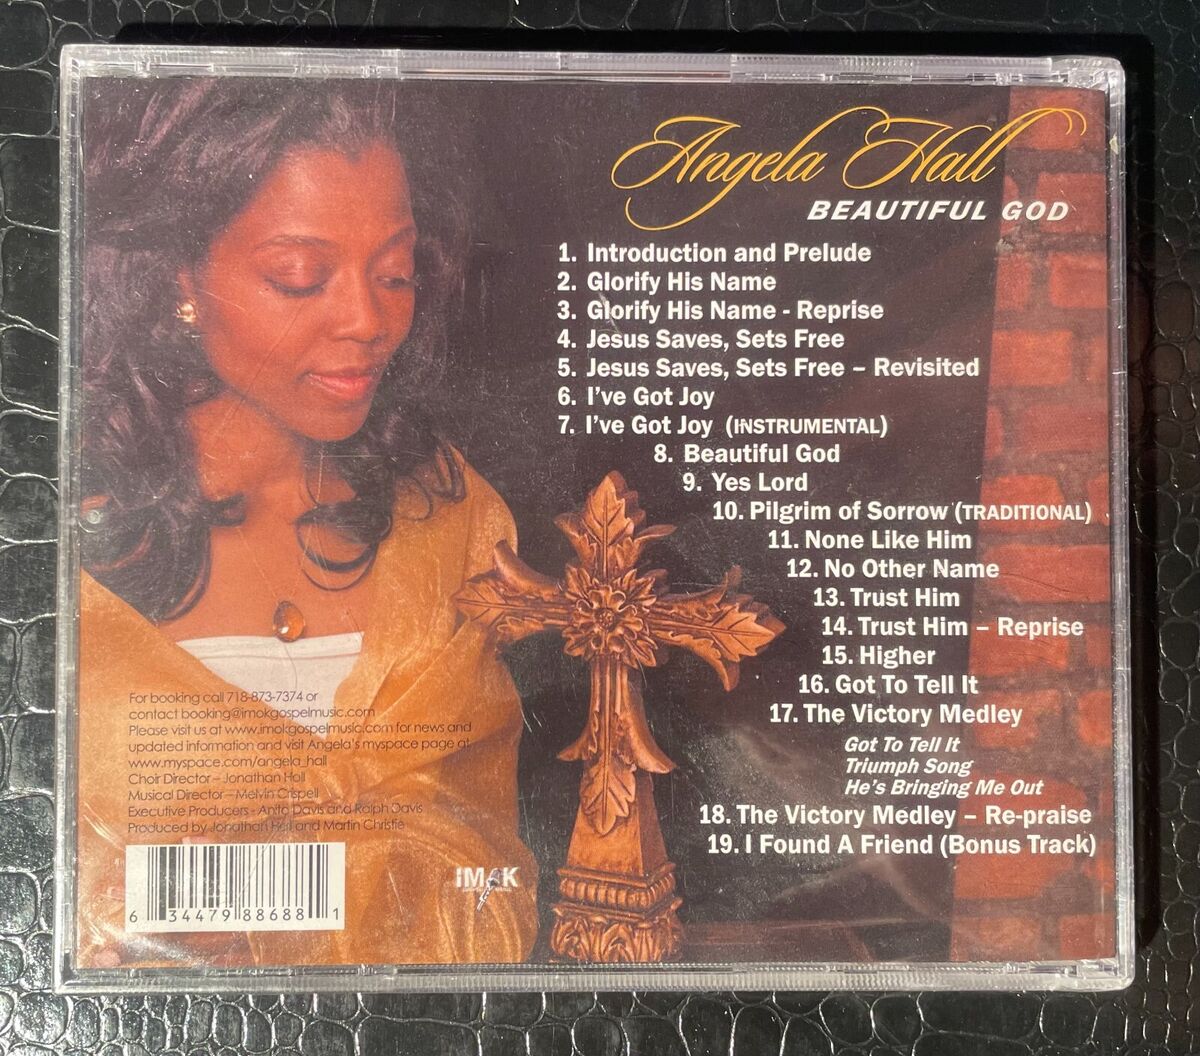 Angela Hall
BEAUTIFUL GOD
1. Introduction and Prelude
2. Glorify His Name
3. Glorify His Name - Reprise
4. Jesus Saves, Sets Free
5. Jesus Saves, Sets Free – Revisited
6. I've Got Joy
7. I've Got Joy (INSTRUMENTAL)
8. Beautiful God
9. Yes Lord
10. Pilgrim of Sorrow (TRADITIONAL)
11. None Like Him
12. No Other Name
13. Trust Him
14. Trust Him – Reprise
15. Higher
16. Got To Tell It
17. The Victory Medley
Got To Tell It
Triumph Song
He's Bringing Me Out
18. The Victory Medley – Re-praise
19. I Found A Friend (Bonus Track)
For booking call 718-873-7374 or
contact booking@imokgospelmusic.com
Please visit us at www.imokgospelmusic.com for news and
updated information and visit Angela's myspace page at
www.myspace.com/angela_hall
Choir Director – Jonathan Hall
Musical Director – Melvin Crispell
Executive Producers - Anita Davis and Ralph Davis
Produced by Jonathan Hall and Martin Christie
6 34479 88688 1
IMOK